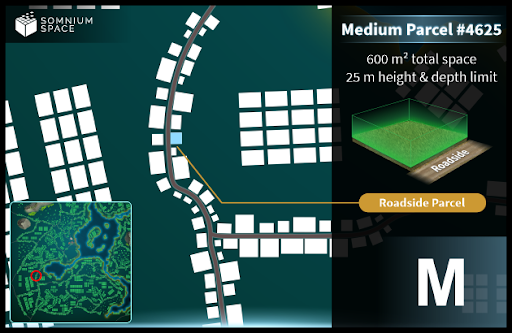 SOMNIUM
SPACE
Medium Parcel #4625
600 m² total space
25 m height & depth limit
Roadside
Roadside Parcel
M